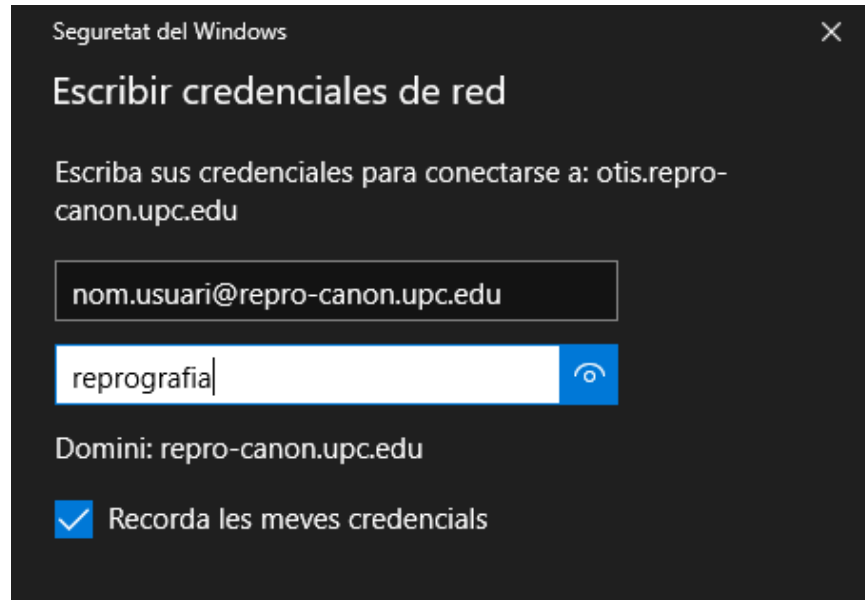 Seguretat del Windows
Escribir credenciales de red
Escriba sus credenciales para conectarse a: otis.repro-
canon.upc.edu
nom.usuari@repro-canon.upc.edu
reprografia
Domini: repro-canon.upc.edu
Recorda les meves credencials